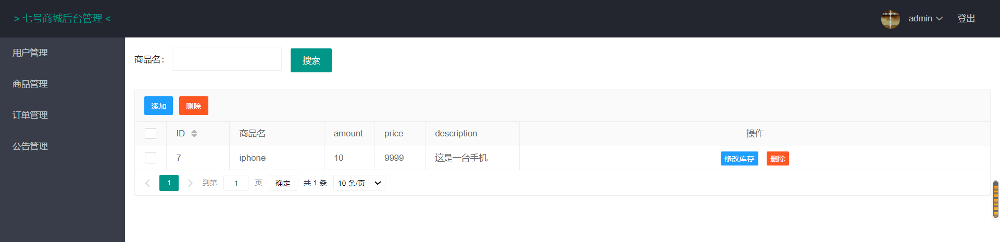 > 七号商城后台管理 <
admin 登出
用户管理
商品管理
订单管理
公告管理
商品名： 搜索
添加 删除
ID 商品名 amount price description 操作
7 iphone 10 9999 这是一台手机 修改库存 删除
1 到第 1 页 确定 共 1 条 10 条/页